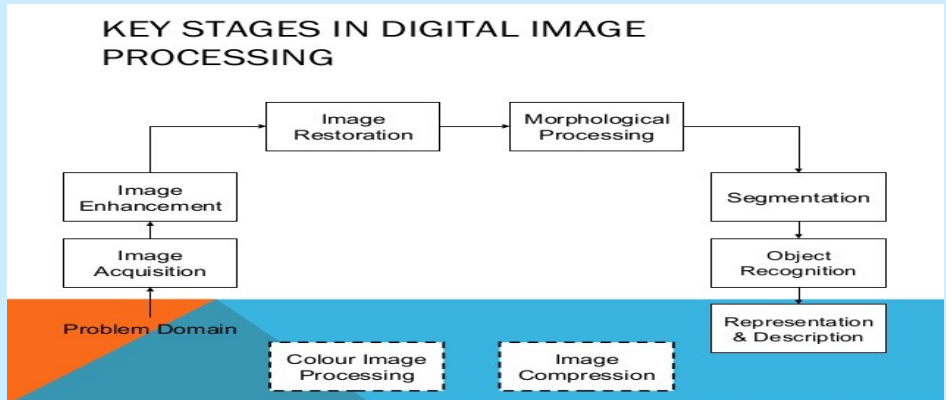 KEY STAGES IN DIGITAL IMAGE
PROCESSING
Image
Restoration
Morphological
Processing
Image
Enhancement
Segmentation
Image
Acquisition
Object
Recognition
Problem Domain
Representation
& Description
Colour Image
Processing
Image
Compression